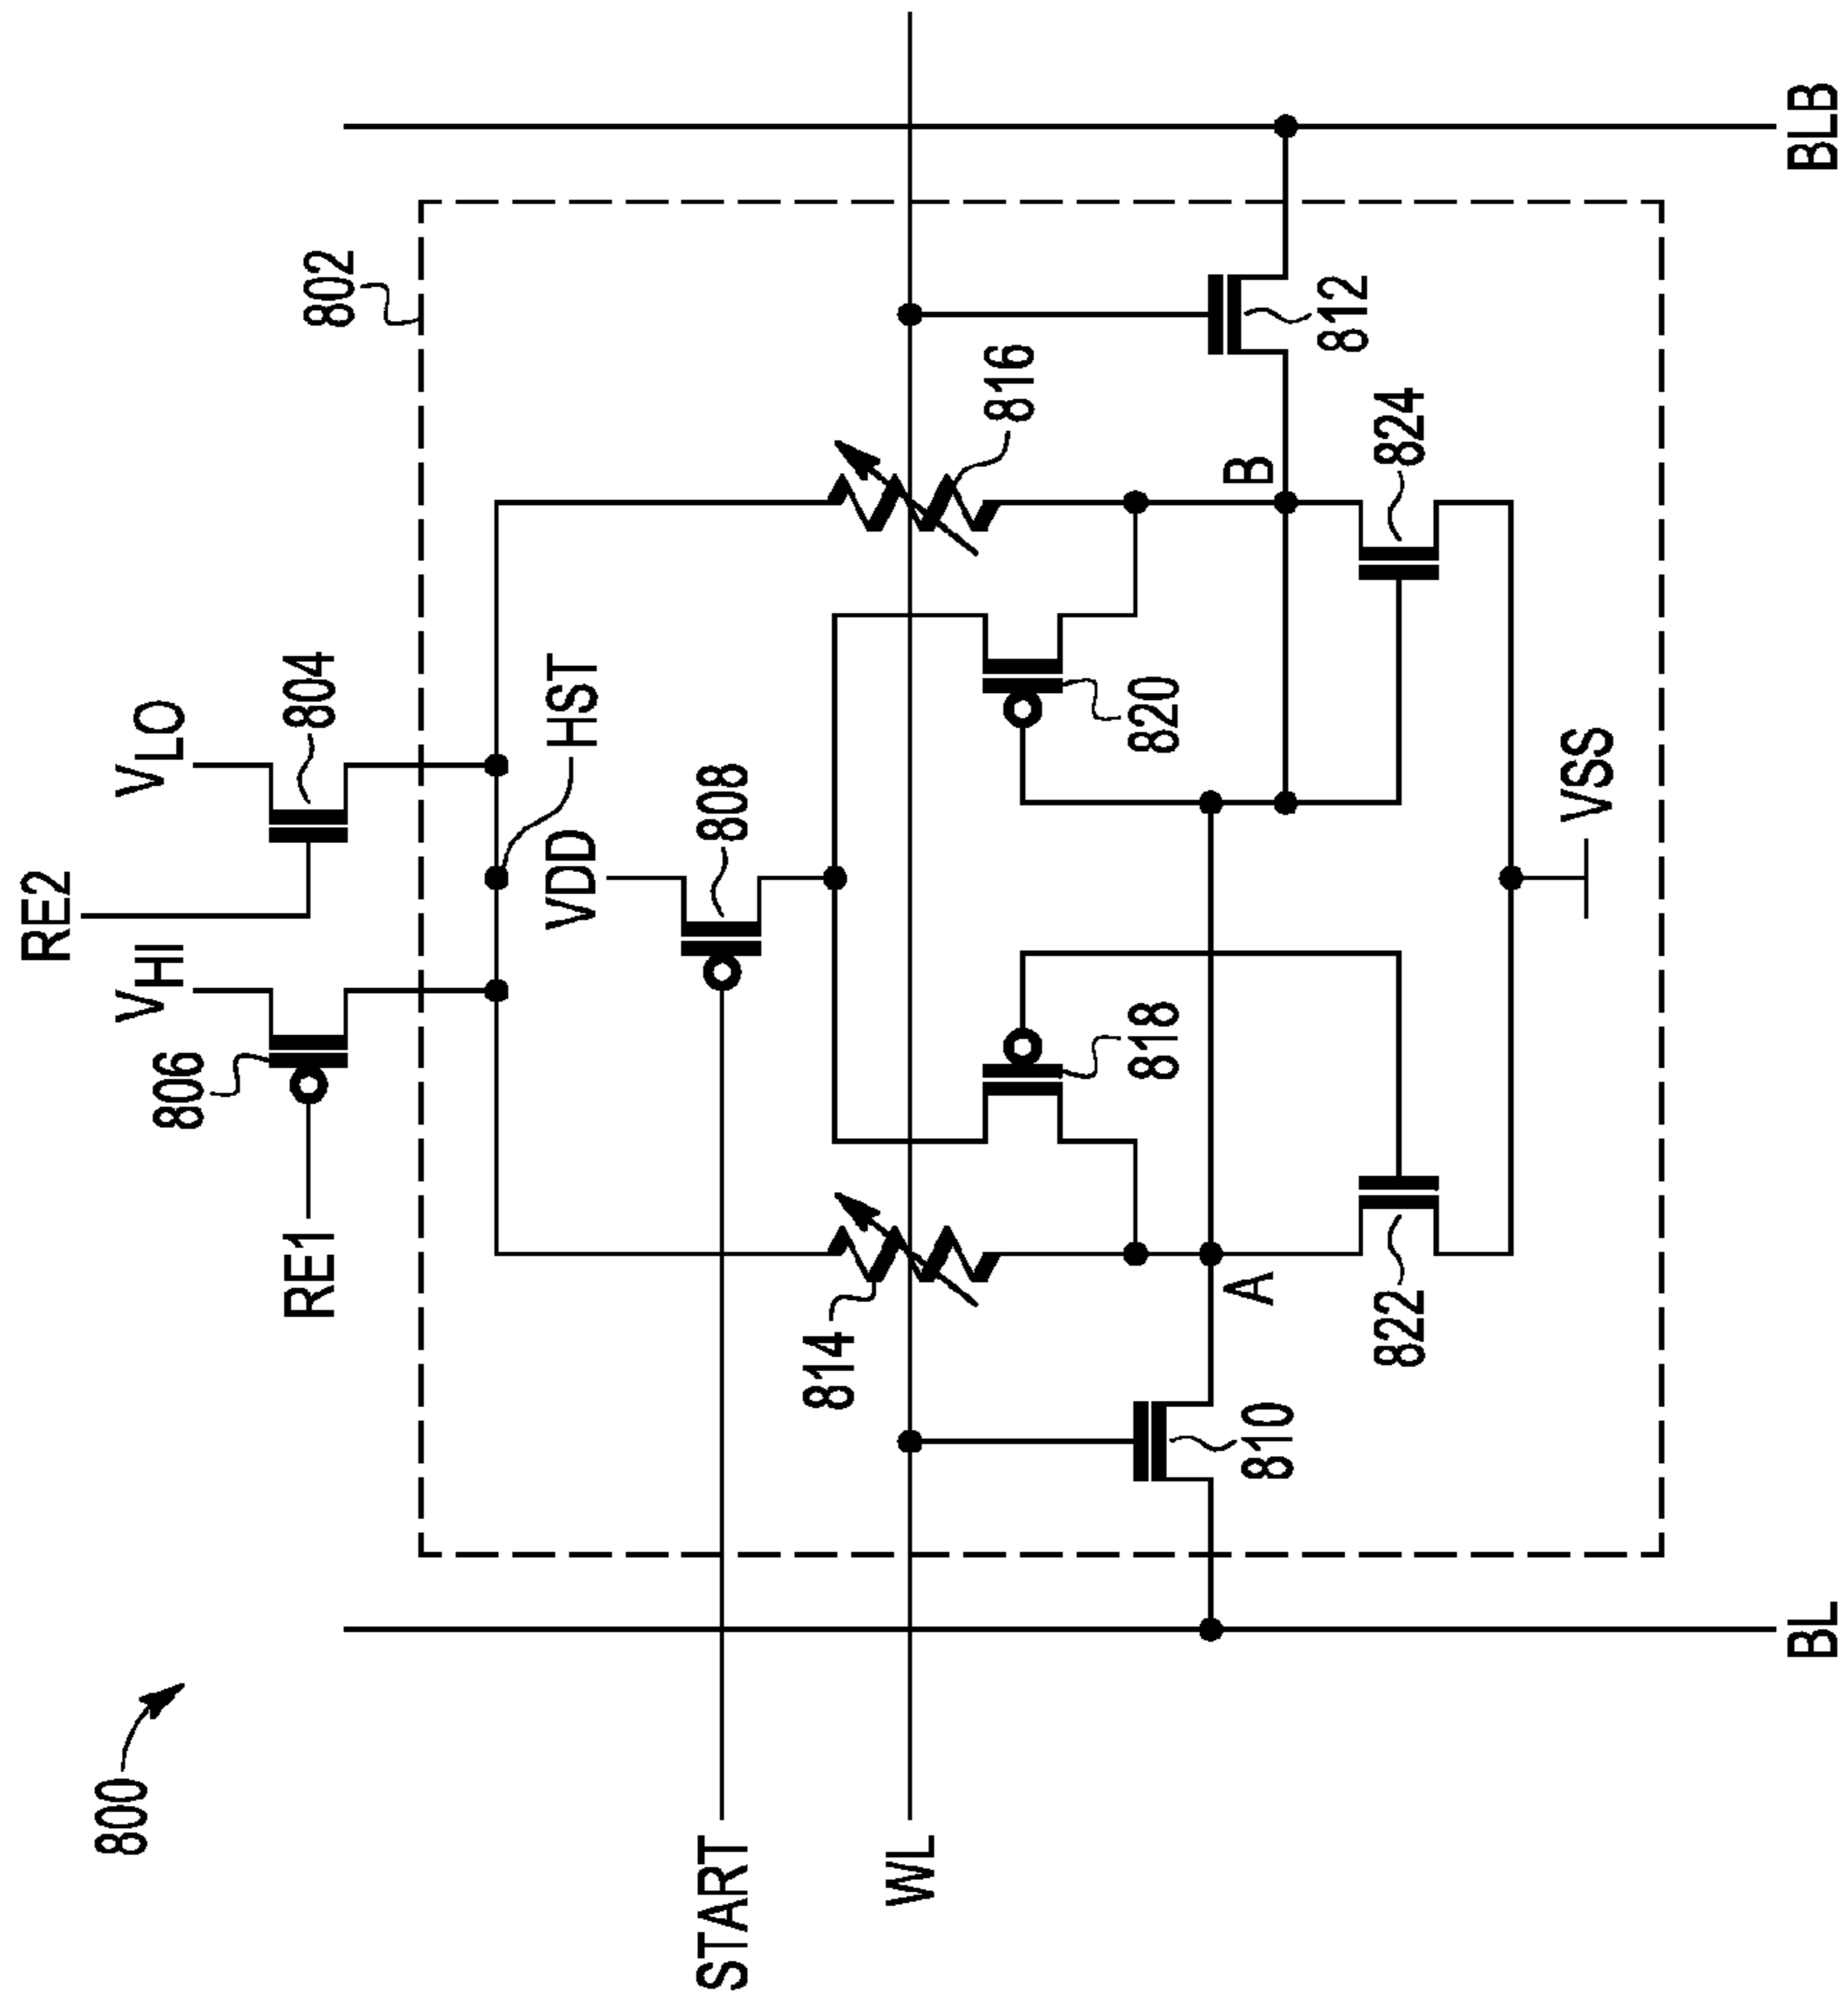 800
RE2
VHI
VLO
806
804
RE1
802
VDD
HST
808
START
814
816
WL
818
820
A
B
810
812
822
824
VSS
BL
BLB